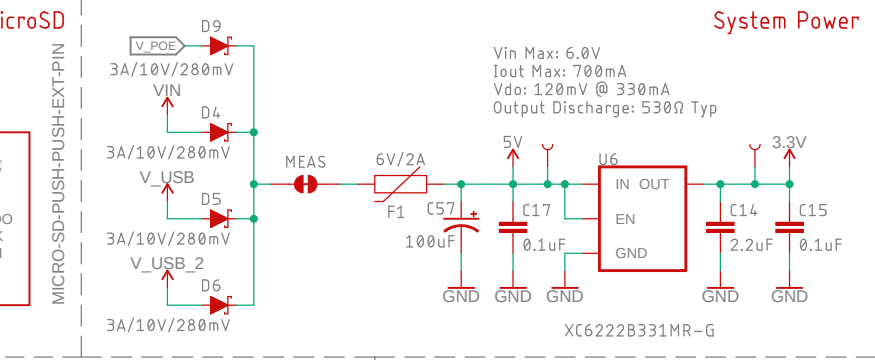 icroSD
MICRO-SD-PUSH-PUSH-EXT-PIN
System Power
D9
V_POE
3A/10V/280mV
VIN
D4
3A/10V/280mV
V_USB
D5
3A/10V/280mV
V_USB_2
D6
3A/10V/280mV
MEAS
6V/2A
F1
Vin Max: 6.0V
Iout Max: 700mA
Vdo: 120mV @ 330mA
Output Discharge: 530Ω Typ
5V
U6
3.3V
IN OUT
EN
GND
C57
100uF
C17
0.1uF
C14
2.2uF
C15
0.1uF
GND
GND
GND
GND
GND
XC6222B331MR-G